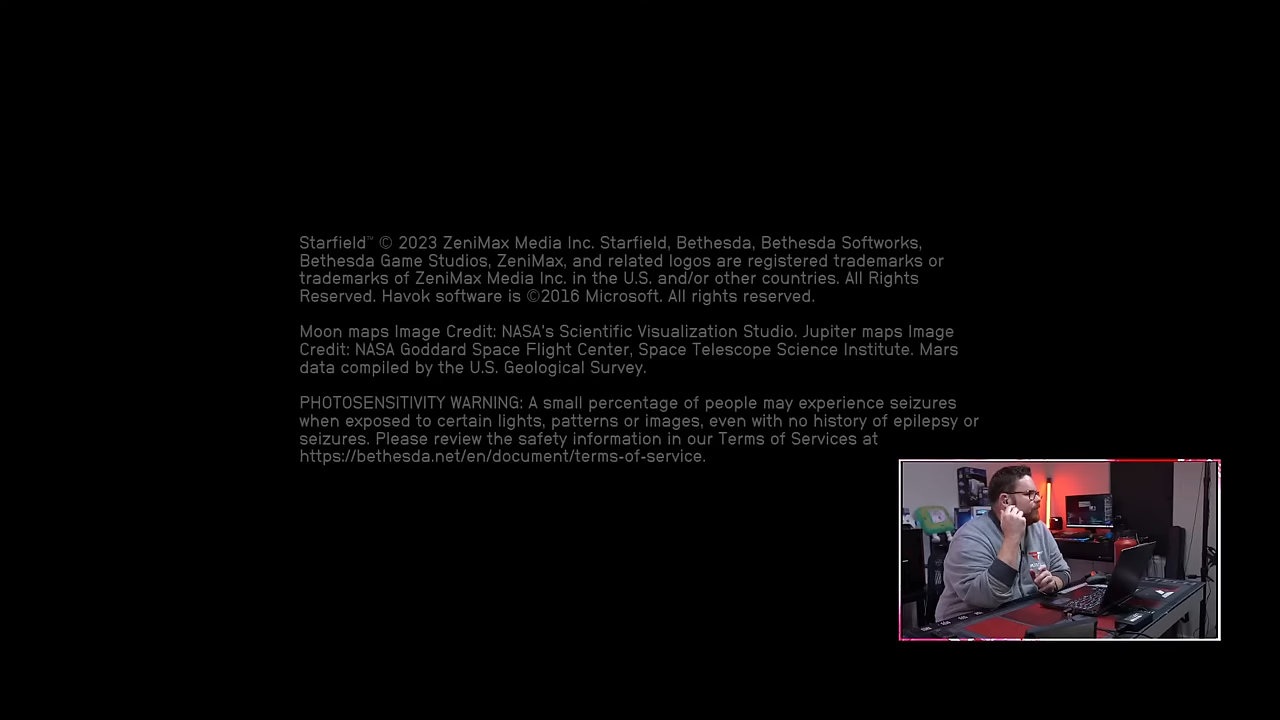 Starfield™ © 2023 ZeniMax Media Inc. Starfield, Bethesda, Bethesda Softworks,
Bethesda Game Studios, ZeniMax, and related logos are registered trademarks or
trademarks of ZeniMax Media Inc. in the U.S. and/or other countries. All Rights
Reserved. Havok software is ©2016 Microsoft. All rights reserved.
Moon maps Image Credit: NASA's Scientific Visualization Studio. Jupiter maps Image
Credit: NASA Goddard Space Flight Center, Space Telescope Science Institute. Mars
data compiled by the U.S. Geological Survey.
PHOTOSENSITIVITY WARNING: A small percentage of people may experience seizures
when exposed to certain lights, patterns or images, even with no history of epilepsy or
seizures. Please review the safety information in our Terms of Services at
https://bethesda.net/en/document/terms-of-service.